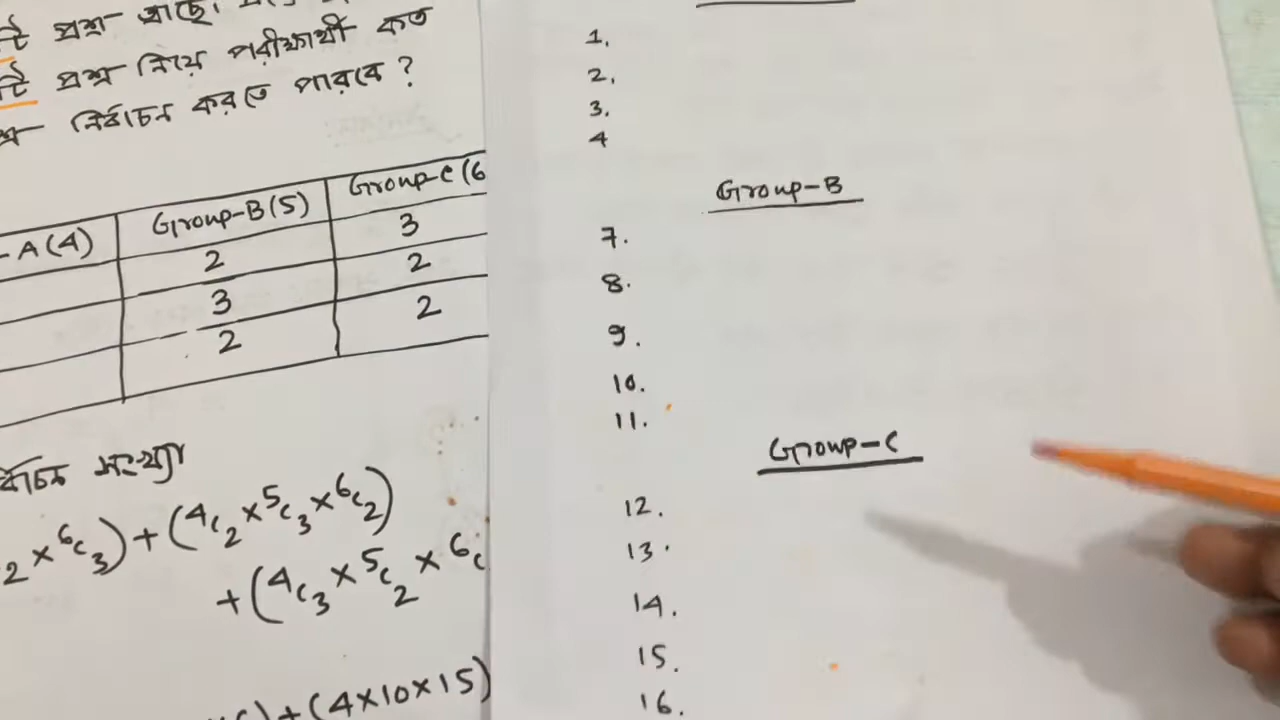 প্রশ্ন আছে।
প্রশ্ন নিয়ে পরীক্ষার্থী কত
নির্বাচন করতে পারবে ?
-A(4) Group-B(5) Group-C(6
2 3
3 2
2 2
সংখ্যা
2 × ⁶C₃) + (⁴C₂ × ⁵C₃ × ⁶C₂)
+ (⁴C₃ × ⁵C₂ × ⁶C
) + (4×10×15)
1.
2.
3.
4
Group-B
7.
8.
9.
10.
11.
Group-C
12.
13.
14.
15.
16.